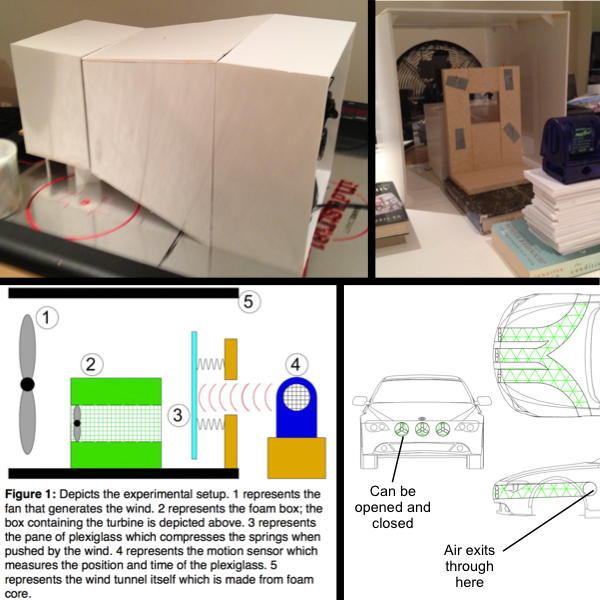 Industrial
1
5
2
4
3
Figure 1: Depicts the experimental setup. 1 represents the
fan that generates the wind. 2 represents the foam box; the
box containing the turbine is depicted above. 3 represents
the pane of plexiglass which compresses the springs when
pushed by the wind. 4 represents the motion sensor which
measures the position and time of the plexiglass. 5
represents the wind tunnel itself which is made from foam
core.
Can be
opened and
closed
Air exits
through
here